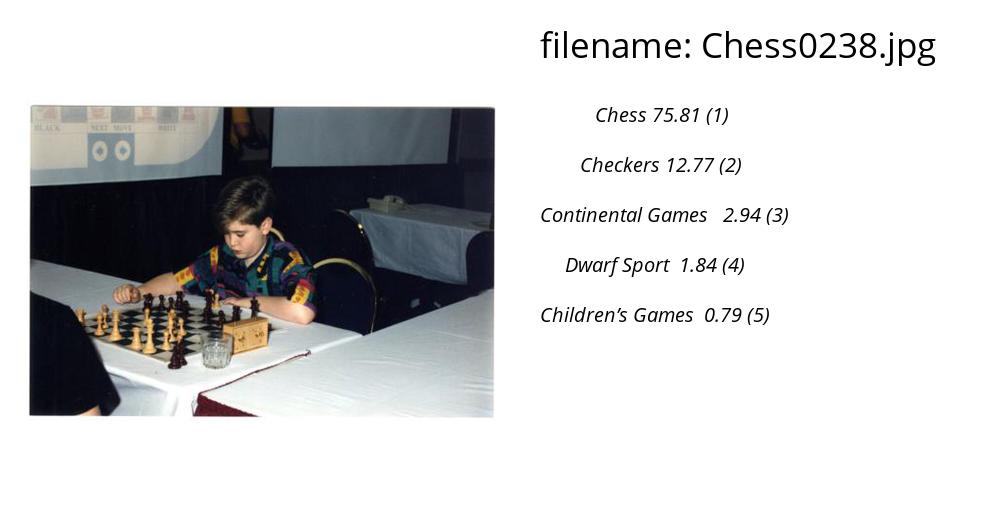 filename: Chess0238.jpg
Chess 75.81 (1)
Checkers 12.77 (2)
Continental Games 2.94 (3)
Dwarf Sport 1.84 (4)
Children’s Games 0.79 (5)
BLACK NEXT MOVE WHITE